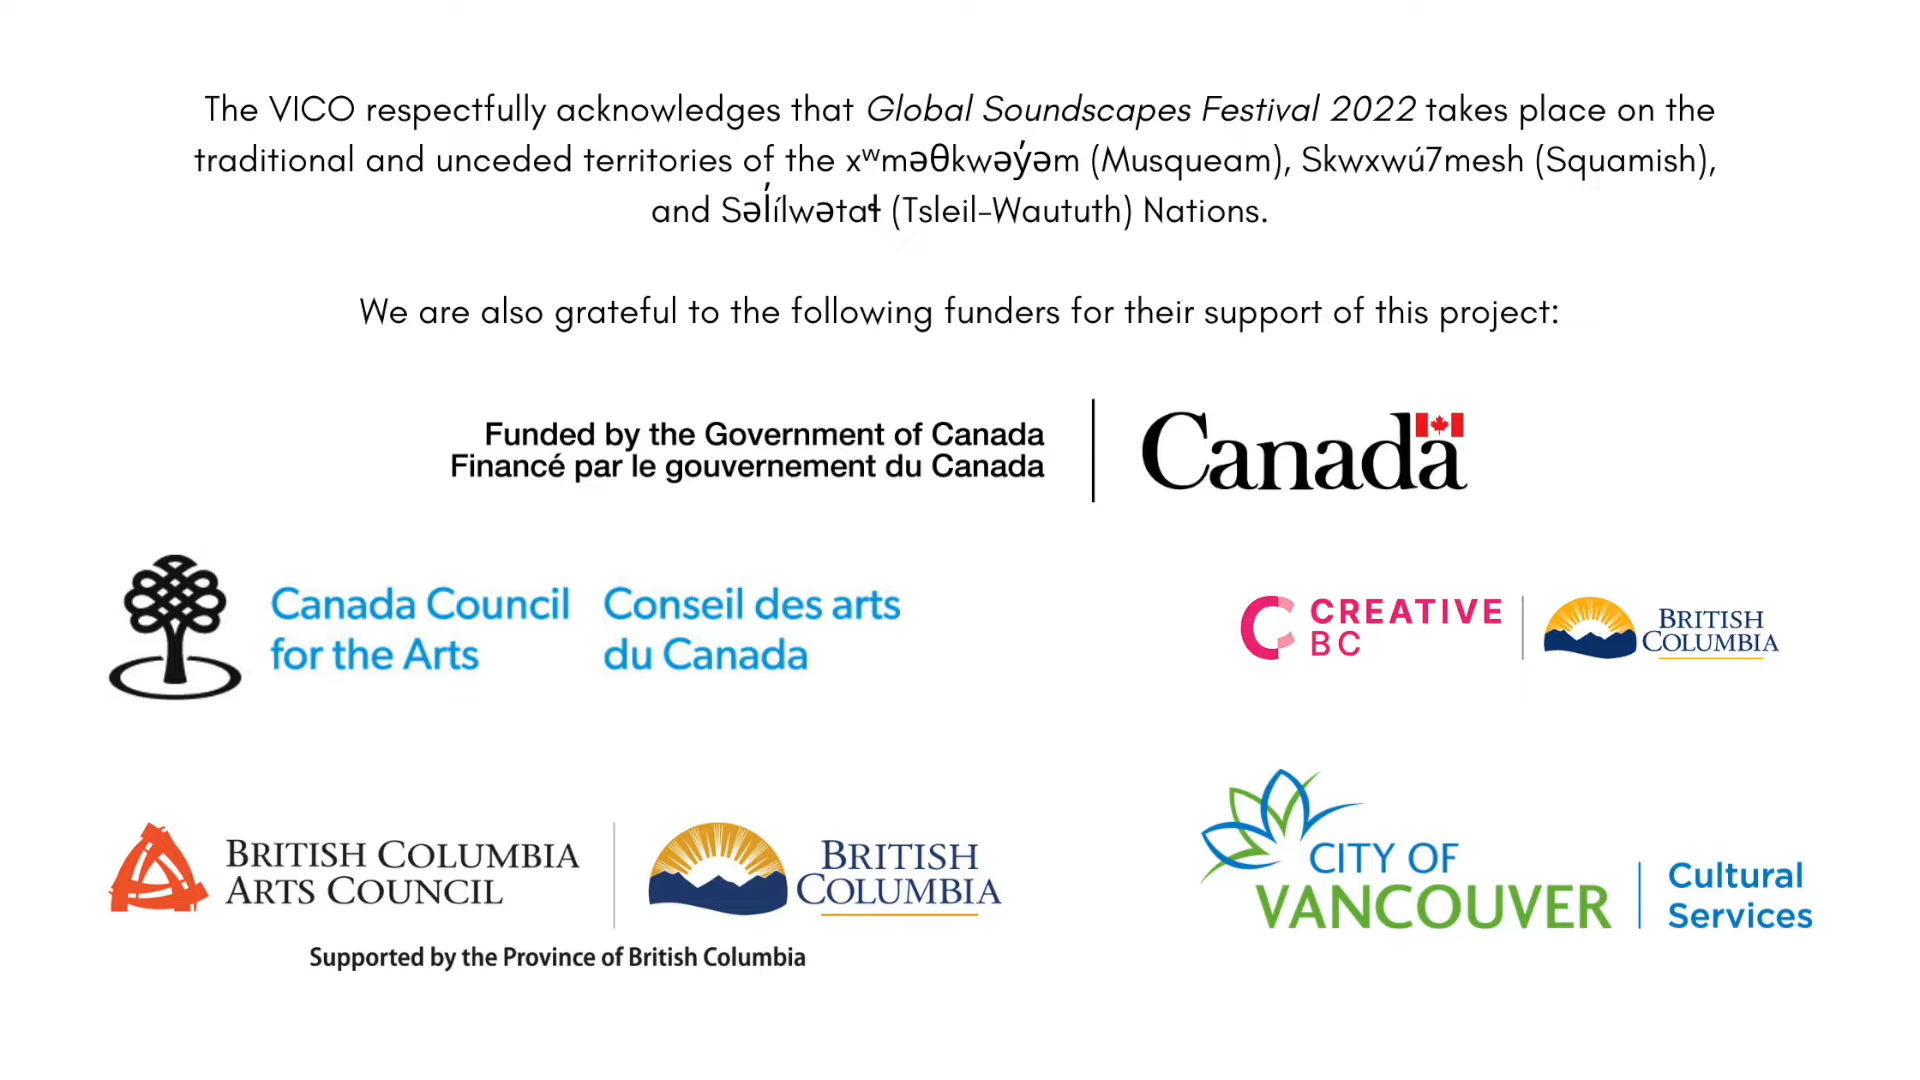 The VICO respectfully acknowledges that Global Soundscapes Festival 2022 takes place on the
traditional and unceded territories of the xʷməθkwəy̓əm (Musqueam), Skwxwú7mesh (Squamish),
and Səl̓ílwətaɬ (Tsleil-Waututh) Nations.
We are also grateful to the following funders for their support of this project:
Funded by the Government of Canada
Financé par le gouvernement du Canada
Canada
Canada Council
for the Arts
Conseil des arts
du Canada
CREATIVE
BC
BRITISH
COLUMBIA
BRITISH COLUMBIA
ARTS COUNCIL
BRITISH
COLUMBIA
Supported by the Province of British Columbia
CITY OF
VANCOUVER
Cultural
Services